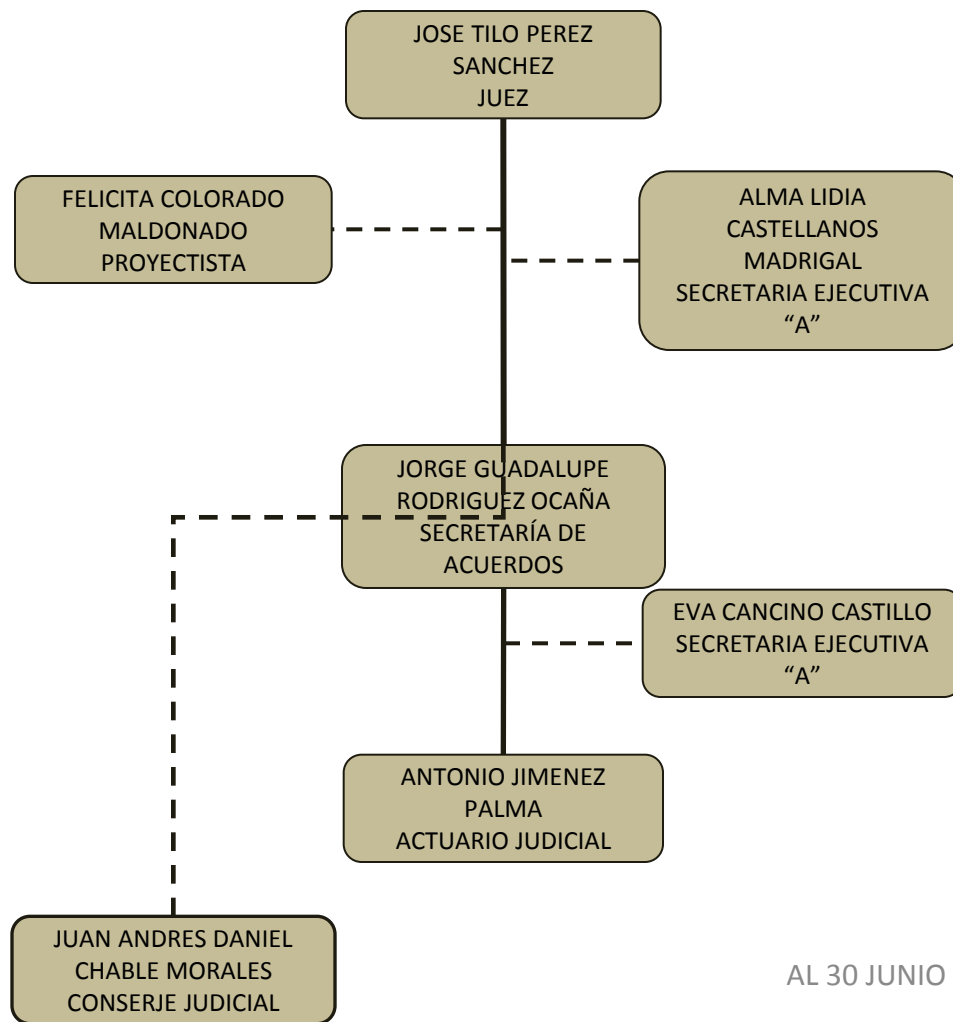 JOSE TILO PEREZ
SANCHEZ
JUEZ
FELICITA COLORADO
MALDONADO
PROYECTISTA
ALMA LIDIA
CASTELLANOS
MADRIGAL
SECRETARIA EJECUTIVA
“A”
JORGE GUADALUPE
RODRIGUEZ OCAÑA
SECRETARÍA DE
ACUERDOS
EVA CANCINO CASTILLO
SECRETARIA EJECUTIVA
“A”
ANTONIO JIMENEZ
PALMA
ACTUARIO JUDICIAL
JUAN ANDRES DANIEL
CHABLE MORALES
CONSERJE JUDICIAL
AL 30 JUNIO